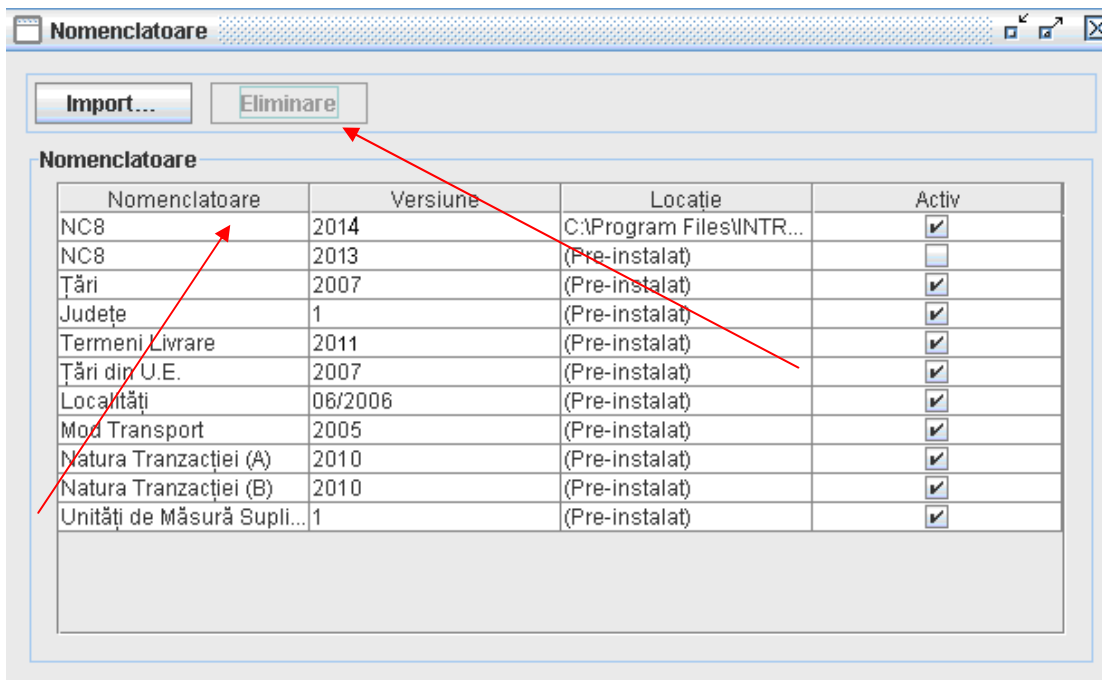 Nomenclatoare
Import... Eliminare
Nomenclatoare
Nomenclatoare Versiune Locație Activ
NC8 2014 C:\Program Files\INTR...
NC8 2013 (Pre-instalat)
Țări 2007 (Pre-instalat)
Județe 1 (Pre-instalat)
Termeni Livrare 2011 (Pre-instalat)
Țări din U.E. 2007 (Pre-instalat)
Localități 06/2006 (Pre-instalat)
Mod Transport 2005 (Pre-instalat)
Natura Tranzacției (A) 2010 (Pre-instalat)
Natura Tranzacției (B) 2010 (Pre-instalat)
Unități de Măsură Supli... 1 (Pre-instalat)